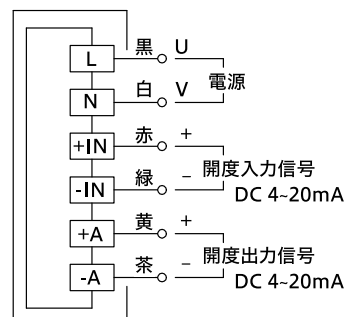 L 黒 U
電源
N 白 V
+IN 赤 +
開度入力信号
-IN 緑 −
DC 4~20mA
+A 黄 +
開度出力信号
-A 茶 −
DC 4~20mA